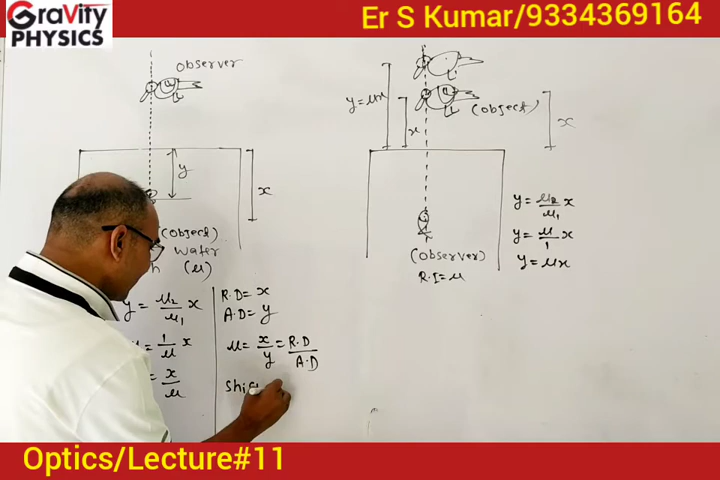 GraVity
PHYSICS
Er S Kumar/9334369164
observer
y
x
(object)
Water
(μ)
y = μ2/μ1 x
= 1/μ x
= x/μ
R.D = x
A.D = y
μ = x/y = R.D/A.D
Shif
y = μx
x
(object)
x
(observer)
R.I = μ
y = μ2/μ1 x
y = μ/1 x
y = μx
Optics/Lecture#11